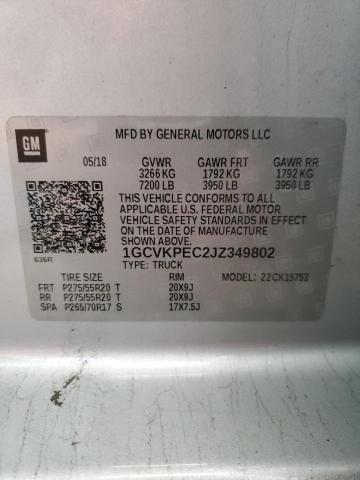 GM
MFD BY GENERAL MOTORS LLC
05/18 GVWR GAWR FRT GAWR RR
3266 KG 1792 KG 1792 KG
7200 LB 3950 LB 3950 LB
THIS VEHICLE CONFORMS TO ALL
APPLICABLE U.S. FEDERAL MOTOR
VEHICLE SAFETY STANDARDS IN EFFECT
ON THE DATE OF MANUFACTURE
SHOWN ABOVE.
636R 1GCVKPEC2JZ349802
TYPE: TRUCK
TIRE SIZE RIM MODEL: 22CK15753
FRT P275/55R20 T 20X9J
RR P275/55R20 T 20X9J
SPA P265/70R17 S 17X7.5J